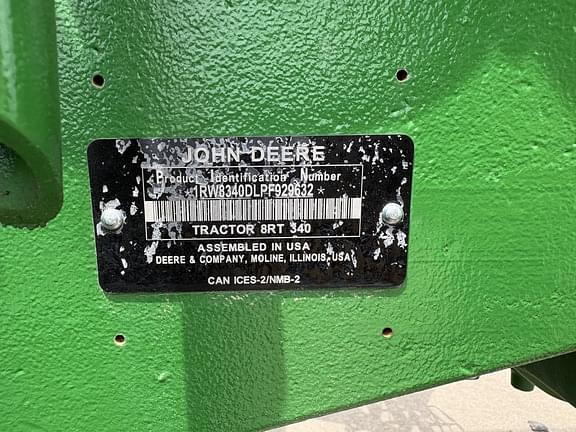 JOHN DEERE
Product Identification Number
1RW8340DLPF929632*
TRACTOR 8RT 340
ASSEMBLED IN USA
DEERE & COMPANY, MOLINE, ILLINOIS, USA
CAN ICES-2/NMB-2